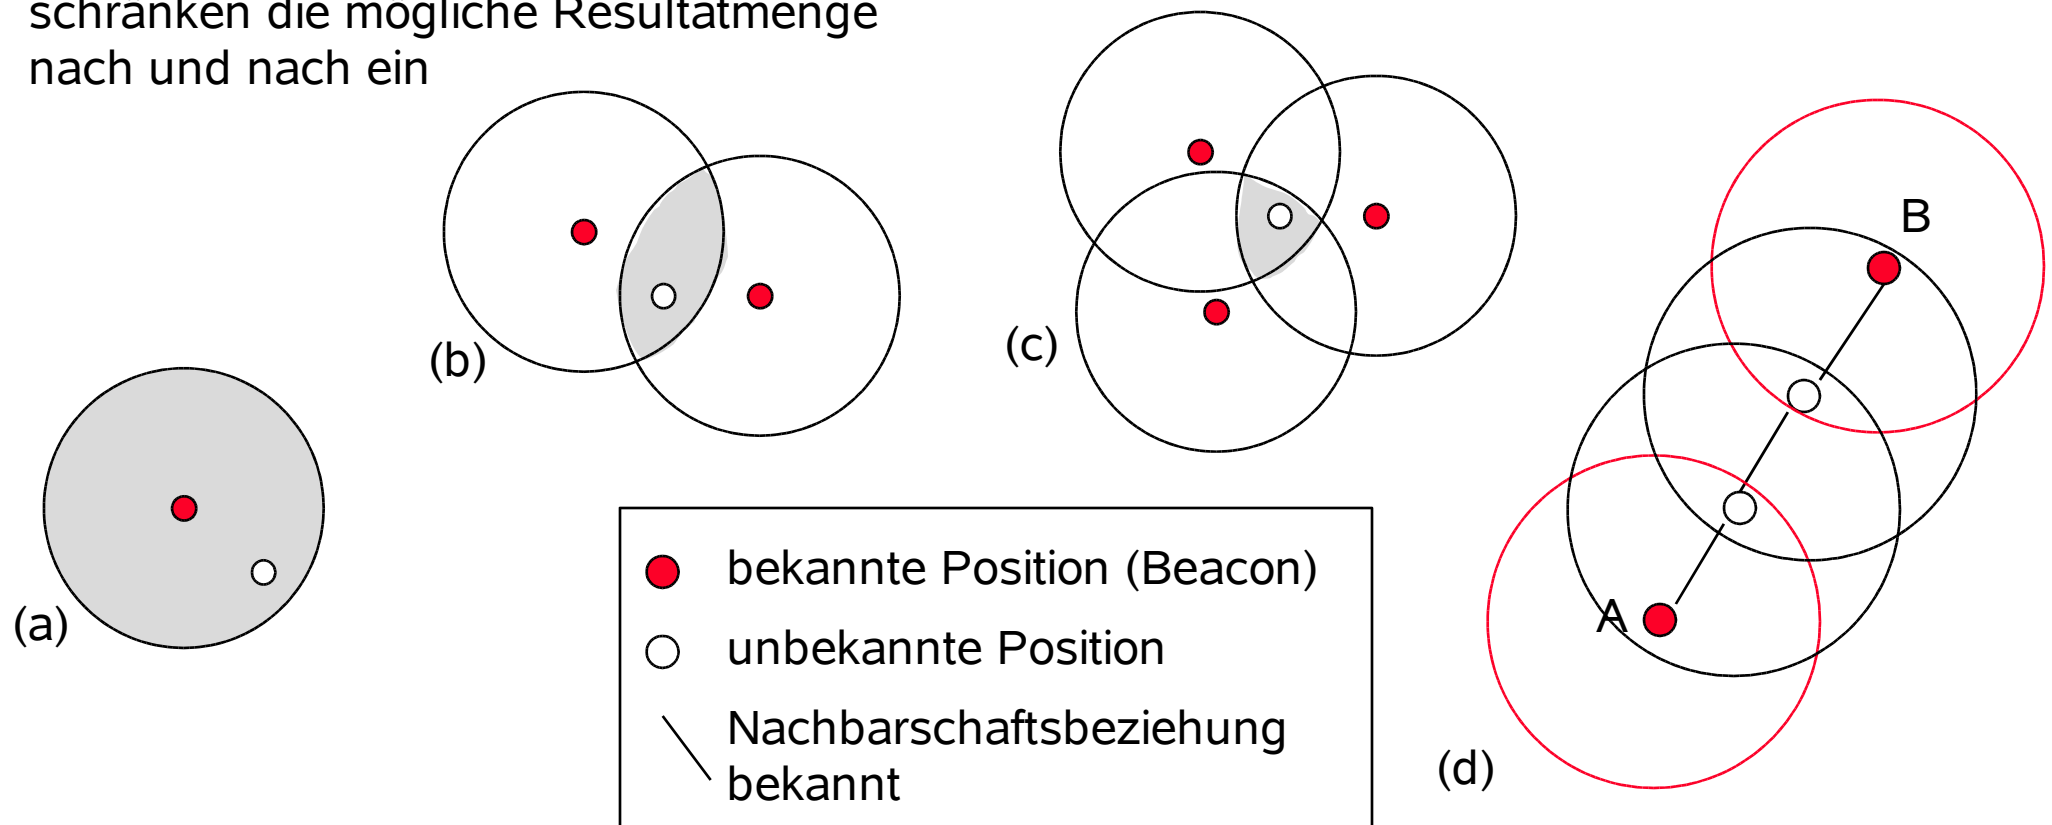 schränken die mögliche Resultatmenge
nach und nach ein
(a)
(b)
(c)
B
A
(d)
bekannte Position (Beacon)
unbekannte Position
Nachbarschaftsbeziehung
bekannt